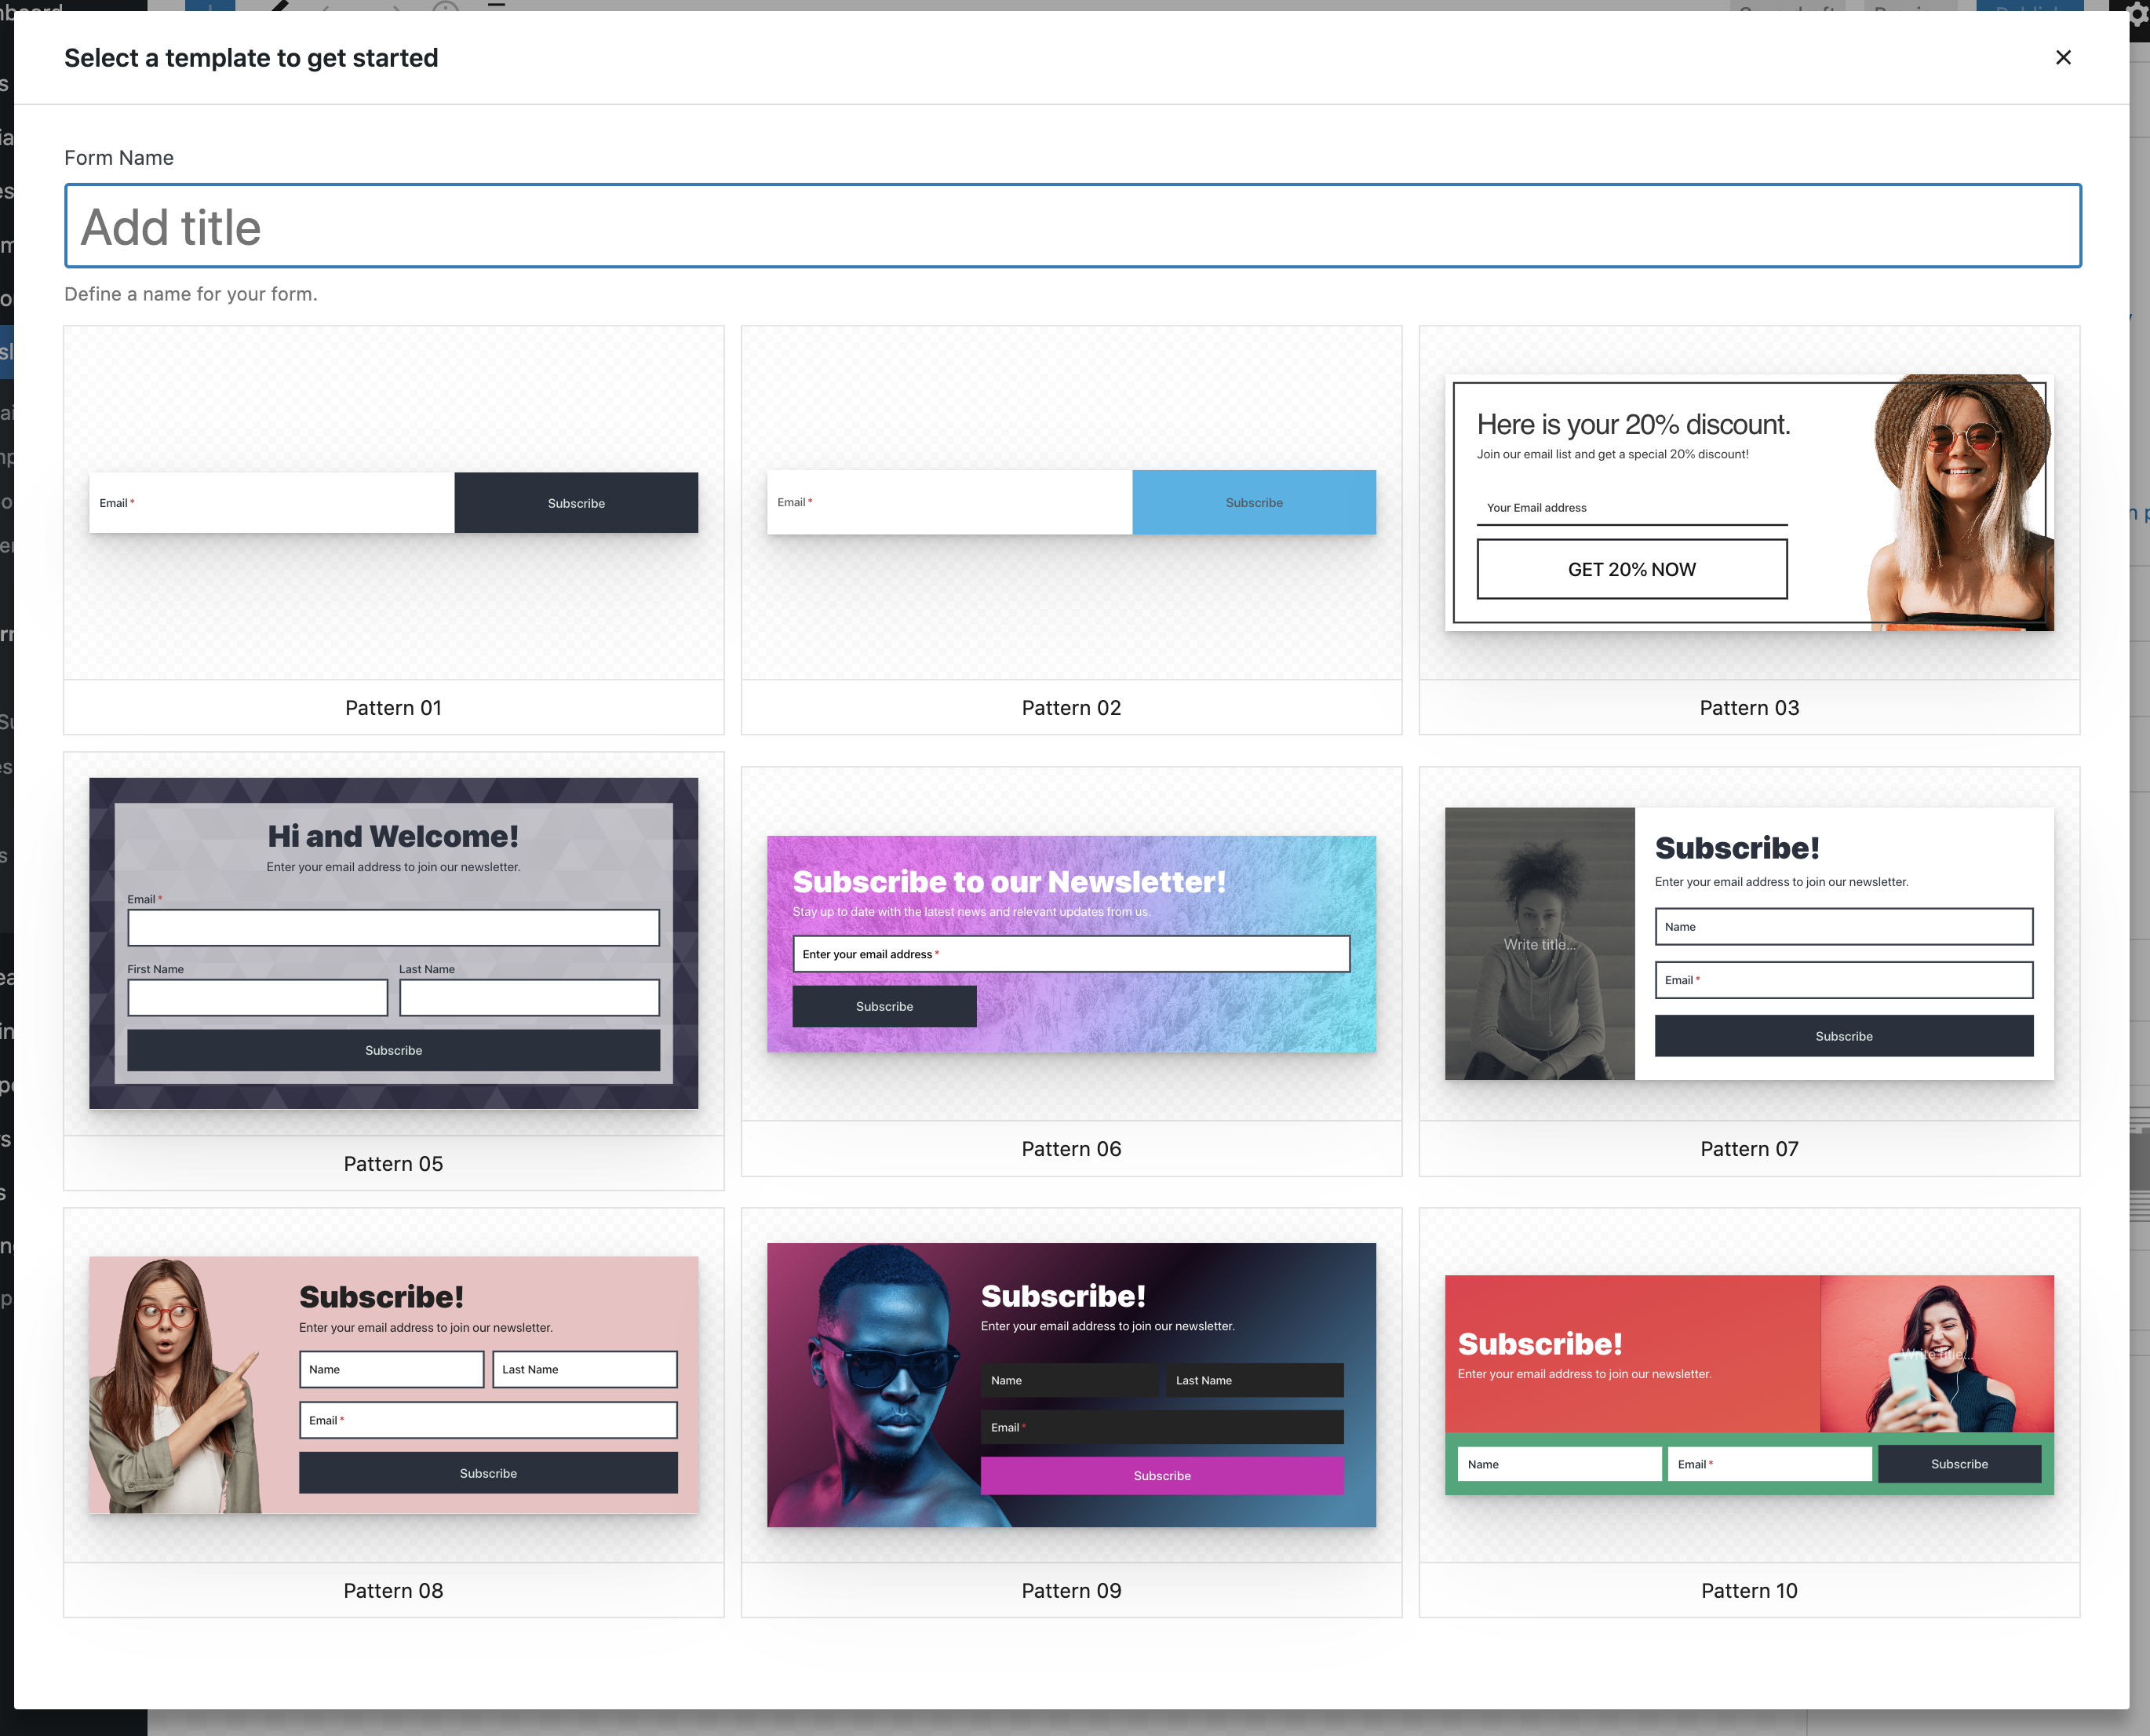 Select a template to get started
Form Name
Add title
Define a name for your form.
Email *
Subscribe
Pattern 01
Email *
Subscribe
Pattern 02
Here is your 20% discount.
Join our email list and get a special 20% discount!
Your Email address
GET 20% NOW
Pattern 03
Hi and Welcome!
Enter your email address to join our newsletter.
Email *
First Name
Last Name
Subscribe
Pattern 05
Subscribe to our Newsletter!
Stay up to date with the latest news and relevant updates from us.
Enter your email address *
Subscribe
Pattern 06
Write title...
Subscribe!
Enter your email address to join our newsletter.
Name
Email *
Subscribe
Pattern 07
Subscribe!
Enter your email address to join our newsletter.
Name
Last Name
Email *
Subscribe
Pattern 08
Subscribe!
Enter your email address to join our newsletter.
Name
Last Name
Email *
Subscribe
Pattern 09
Subscribe!
Enter your email address to join our newsletter.
Write title...
Name
Email *
Subscribe
Pattern 10